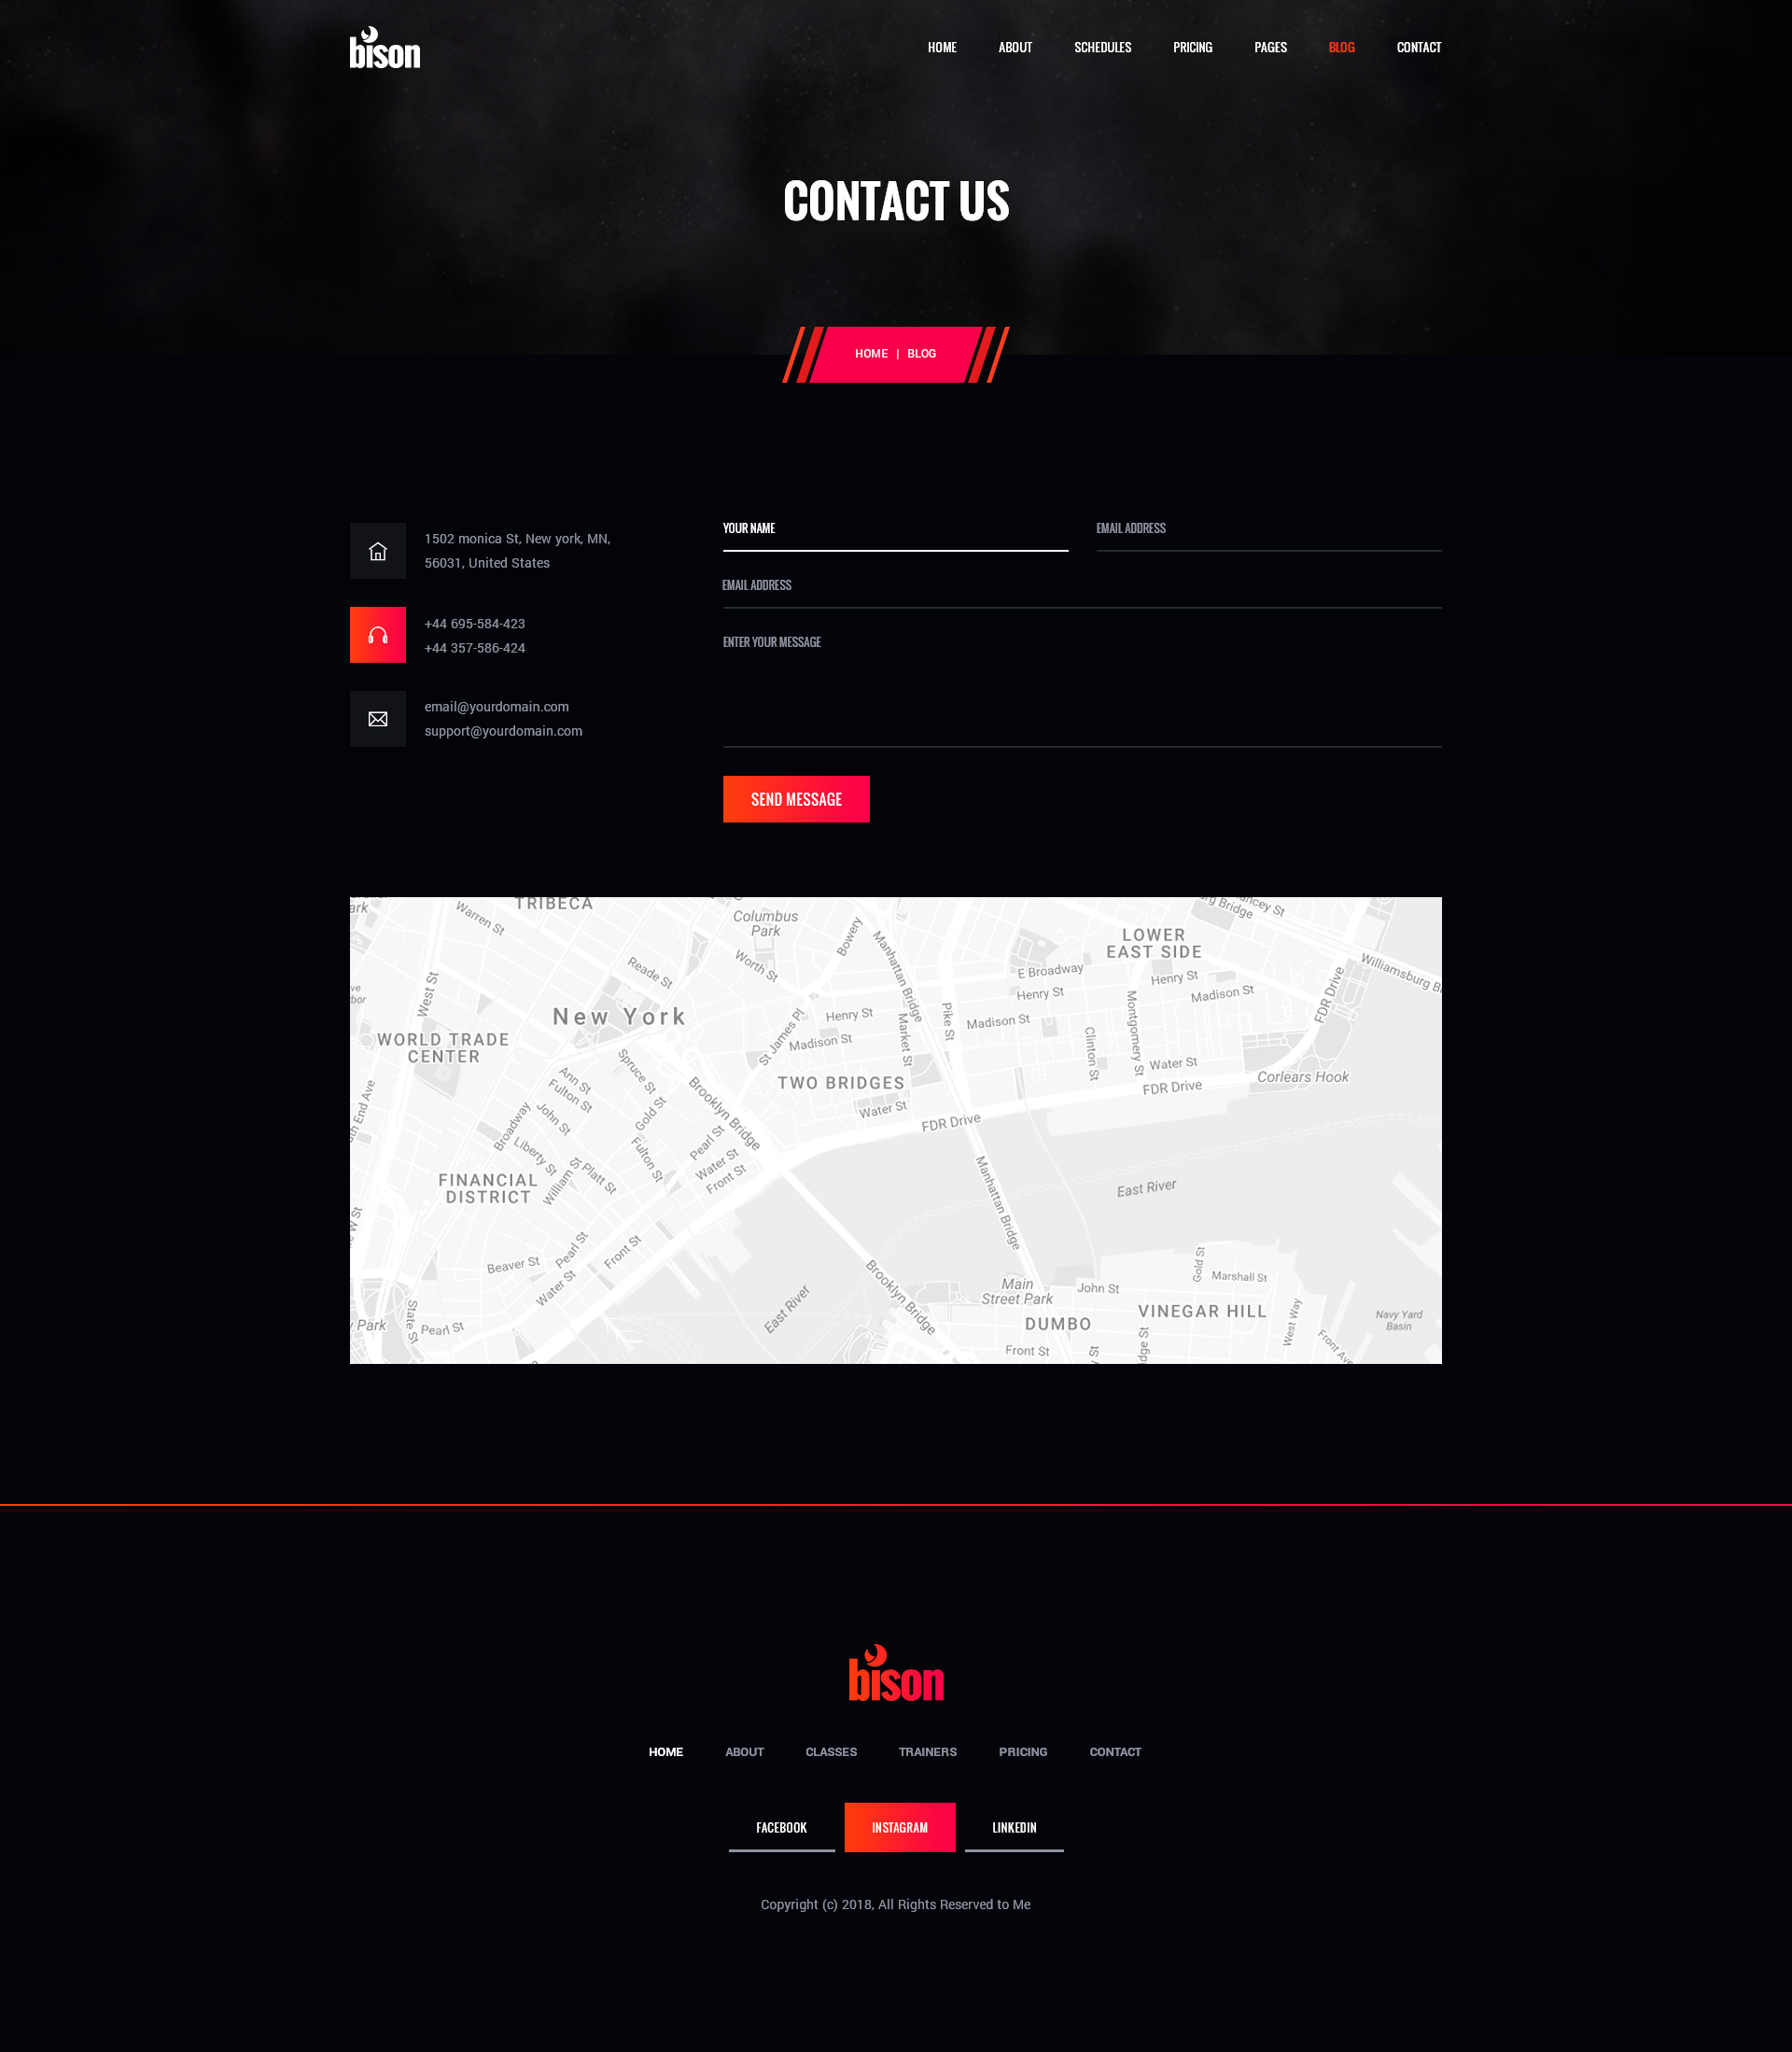 bison
HOME ABOUT SCHEDULES PRICING PAGES BLOG CONTACT
CONTACT US
HOME | BLOG
1502 monica St, New york, MN,
56031, United States
+44 695-584-423
+44 357-586-424
email@yourdomain.com
support@yourdomain.com
YOUR NAME
EMAIL ADDRESS
EMAIL ADDRESS
ENTER YOUR MESSAGE
SEND MESSAGE
TRIBECA
Warren St
Columbus
Park
Bowery
Manhattan Bridge
LOWER
EAST SIDE
Williamsburg B
FDR Drive
West St
Reade St
Worth St
E Broadway
Henry St
Henry St
Madison St
New York
WORLD TRADE
CENTER
St James Pl
Henry St
Madison St
Market St
Pike St
Madison St
Clinton St
Montgomery St
Water St
FDR Drive
Corlears Hook
TWO BRIDGES
Water St
FDR Drive
Spruce St
Ann St
Fulton St
John St
Broadway
Liberty St
William St
Platt St
Gold St
Fulton St
Brooklyn Bridge
Pearl St
Water St
Front St
FINANCIAL
DISTRICT
Manhattan Bridge
East River
Beaver St
Pearl St
Front St
Water St
State St
Pearl St
y Park
East River
Brooklyn Bridge
Main
Street Park
John St
Gold St
Marshall St
VINEGAR HILL
DUMBO
Front St
West Way
Front Ave
Navy Yard
Basin
bison
HOME ABOUT CLASSES TRAINERS PRICING CONTACT
FACEBOOK INSTAGRAM LINKEDIN
Copyright (c) 2018, All Rights Reserved to Me